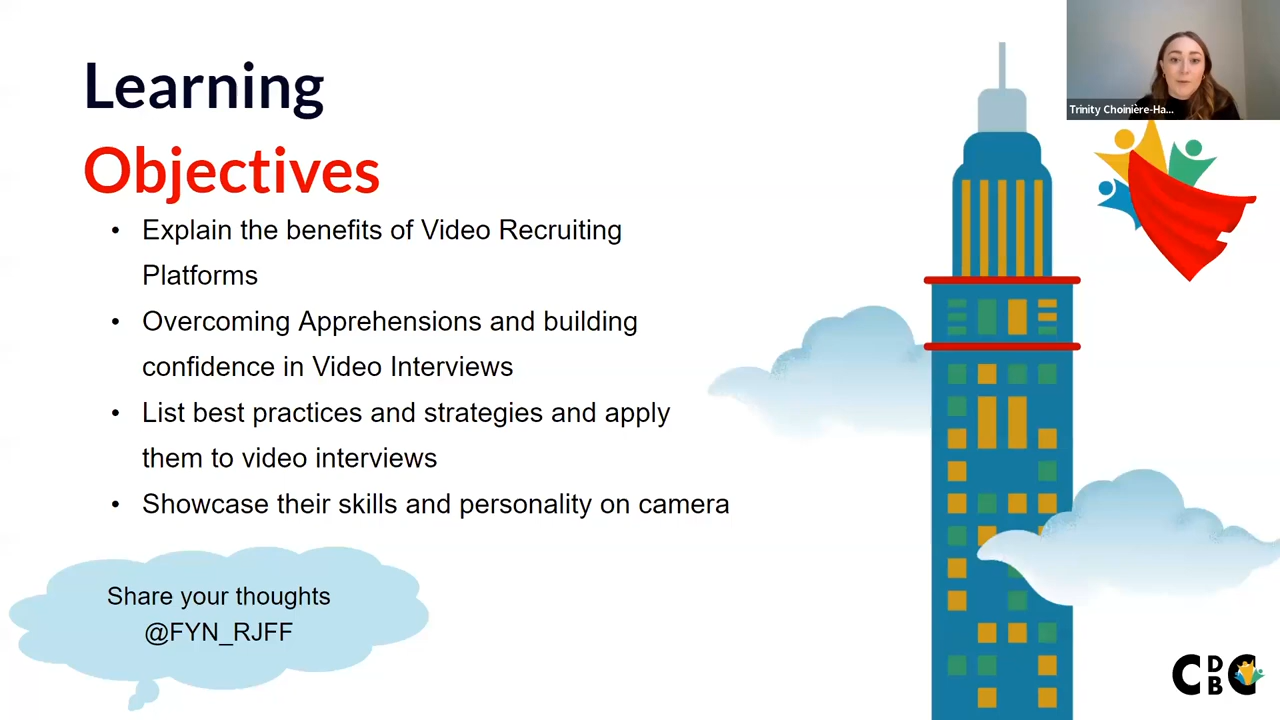 Learning
Objectives
• Explain the benefits of Video Recruiting
Platforms
• Overcoming Apprehensions and building
confidence in Video Interviews
• List best practices and strategies and apply
them to video interviews
• Showcase their skills and personality on camera
Share your thoughts
@FYN_RJFF
Trinity Choinière-Ha...
CDBC